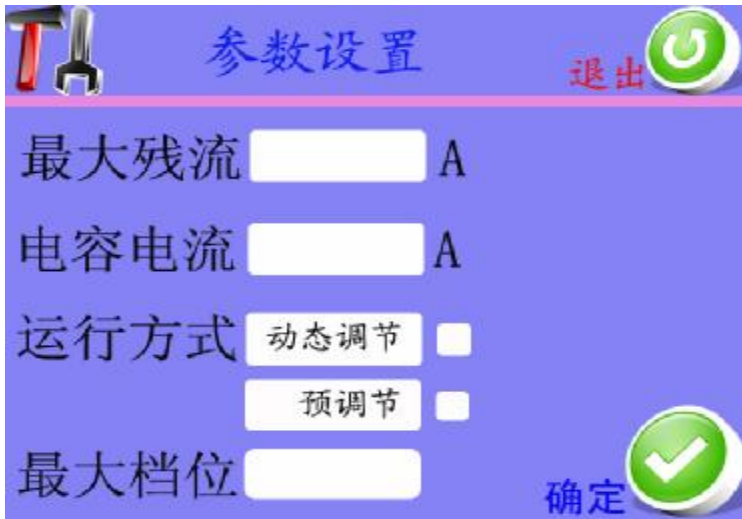 参数设置
退出
最大残流 A
电容电流 A
运行方式 动态调节
预调节
最大档位
确定